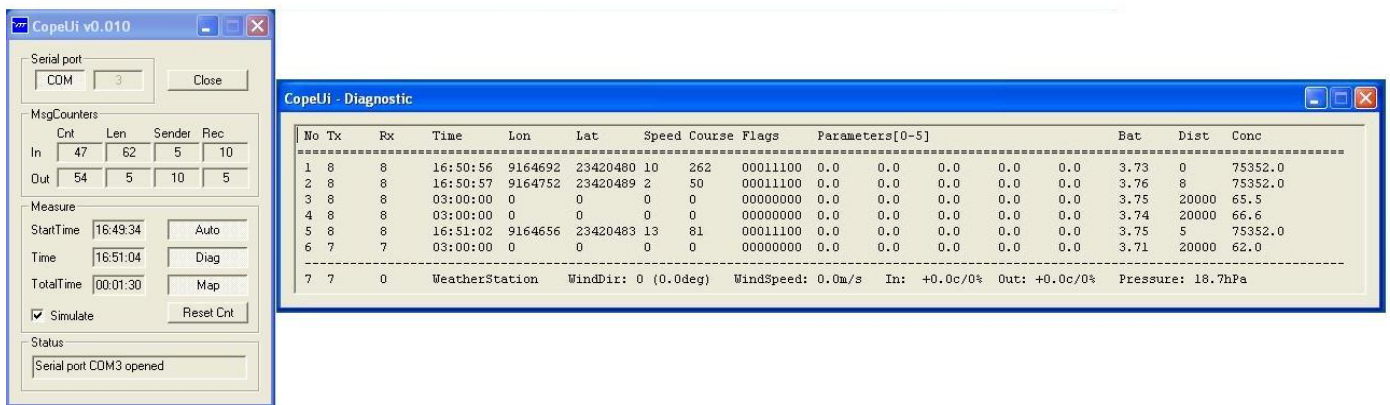 CopeUi v0.010
Serial port
COM 3 Close
MsgCounters
Cnt Len Sender Rec
In 47 62 5 10
Out 54 5 10 5
Measure
StartTime 16:49:34 Auto
Time 16:51:04 Diag
TotalTime 00:01:30 Map
Simulate Reset Cnt
Status
Serial port COM3 opened
CopeUi - Diagnostic
No Tx Rx Time Lon Lat Speed Course Flags Parameters[0-5] Bat Dist Conc
1 8 8 16:50:56 9164692 23420480 10 262 00011100 0.0 0.0 0.0 0.0 0.0 3.73 0 75352.0
2 8 8 16:50:57 9164752 23420489 2 50 00011100 0.0 0.0 0.0 0.0 0.0 3.76 8 75352.0
3 8 8 03:00:00 0 0 0 0 00000000 0.0 0.0 0.0 0.0 0.0 3.75 20000 65.5
4 8 8 03:00:00 0 0 0 0 00000000 0.0 0.0 0.0 0.0 0.0 3.74 20000 66.6
5 8 8 16:51:02 9164656 23420483 13 81 00011100 0.0 0.0 0.0 0.0 0.0 3.75 5 75352.0
6 7 7 03:00:00 0 0 0 0 00000000 0.0 0.0 0.0 0.0 0.0 3.71 20000 62.0
7 7 0 WeatherStation WindDir: 0 (0.0deg) WindSpeed: 0.0m/s In: +0.0c/0% Out: +0.0c/0% Pressure: 18.7hPa